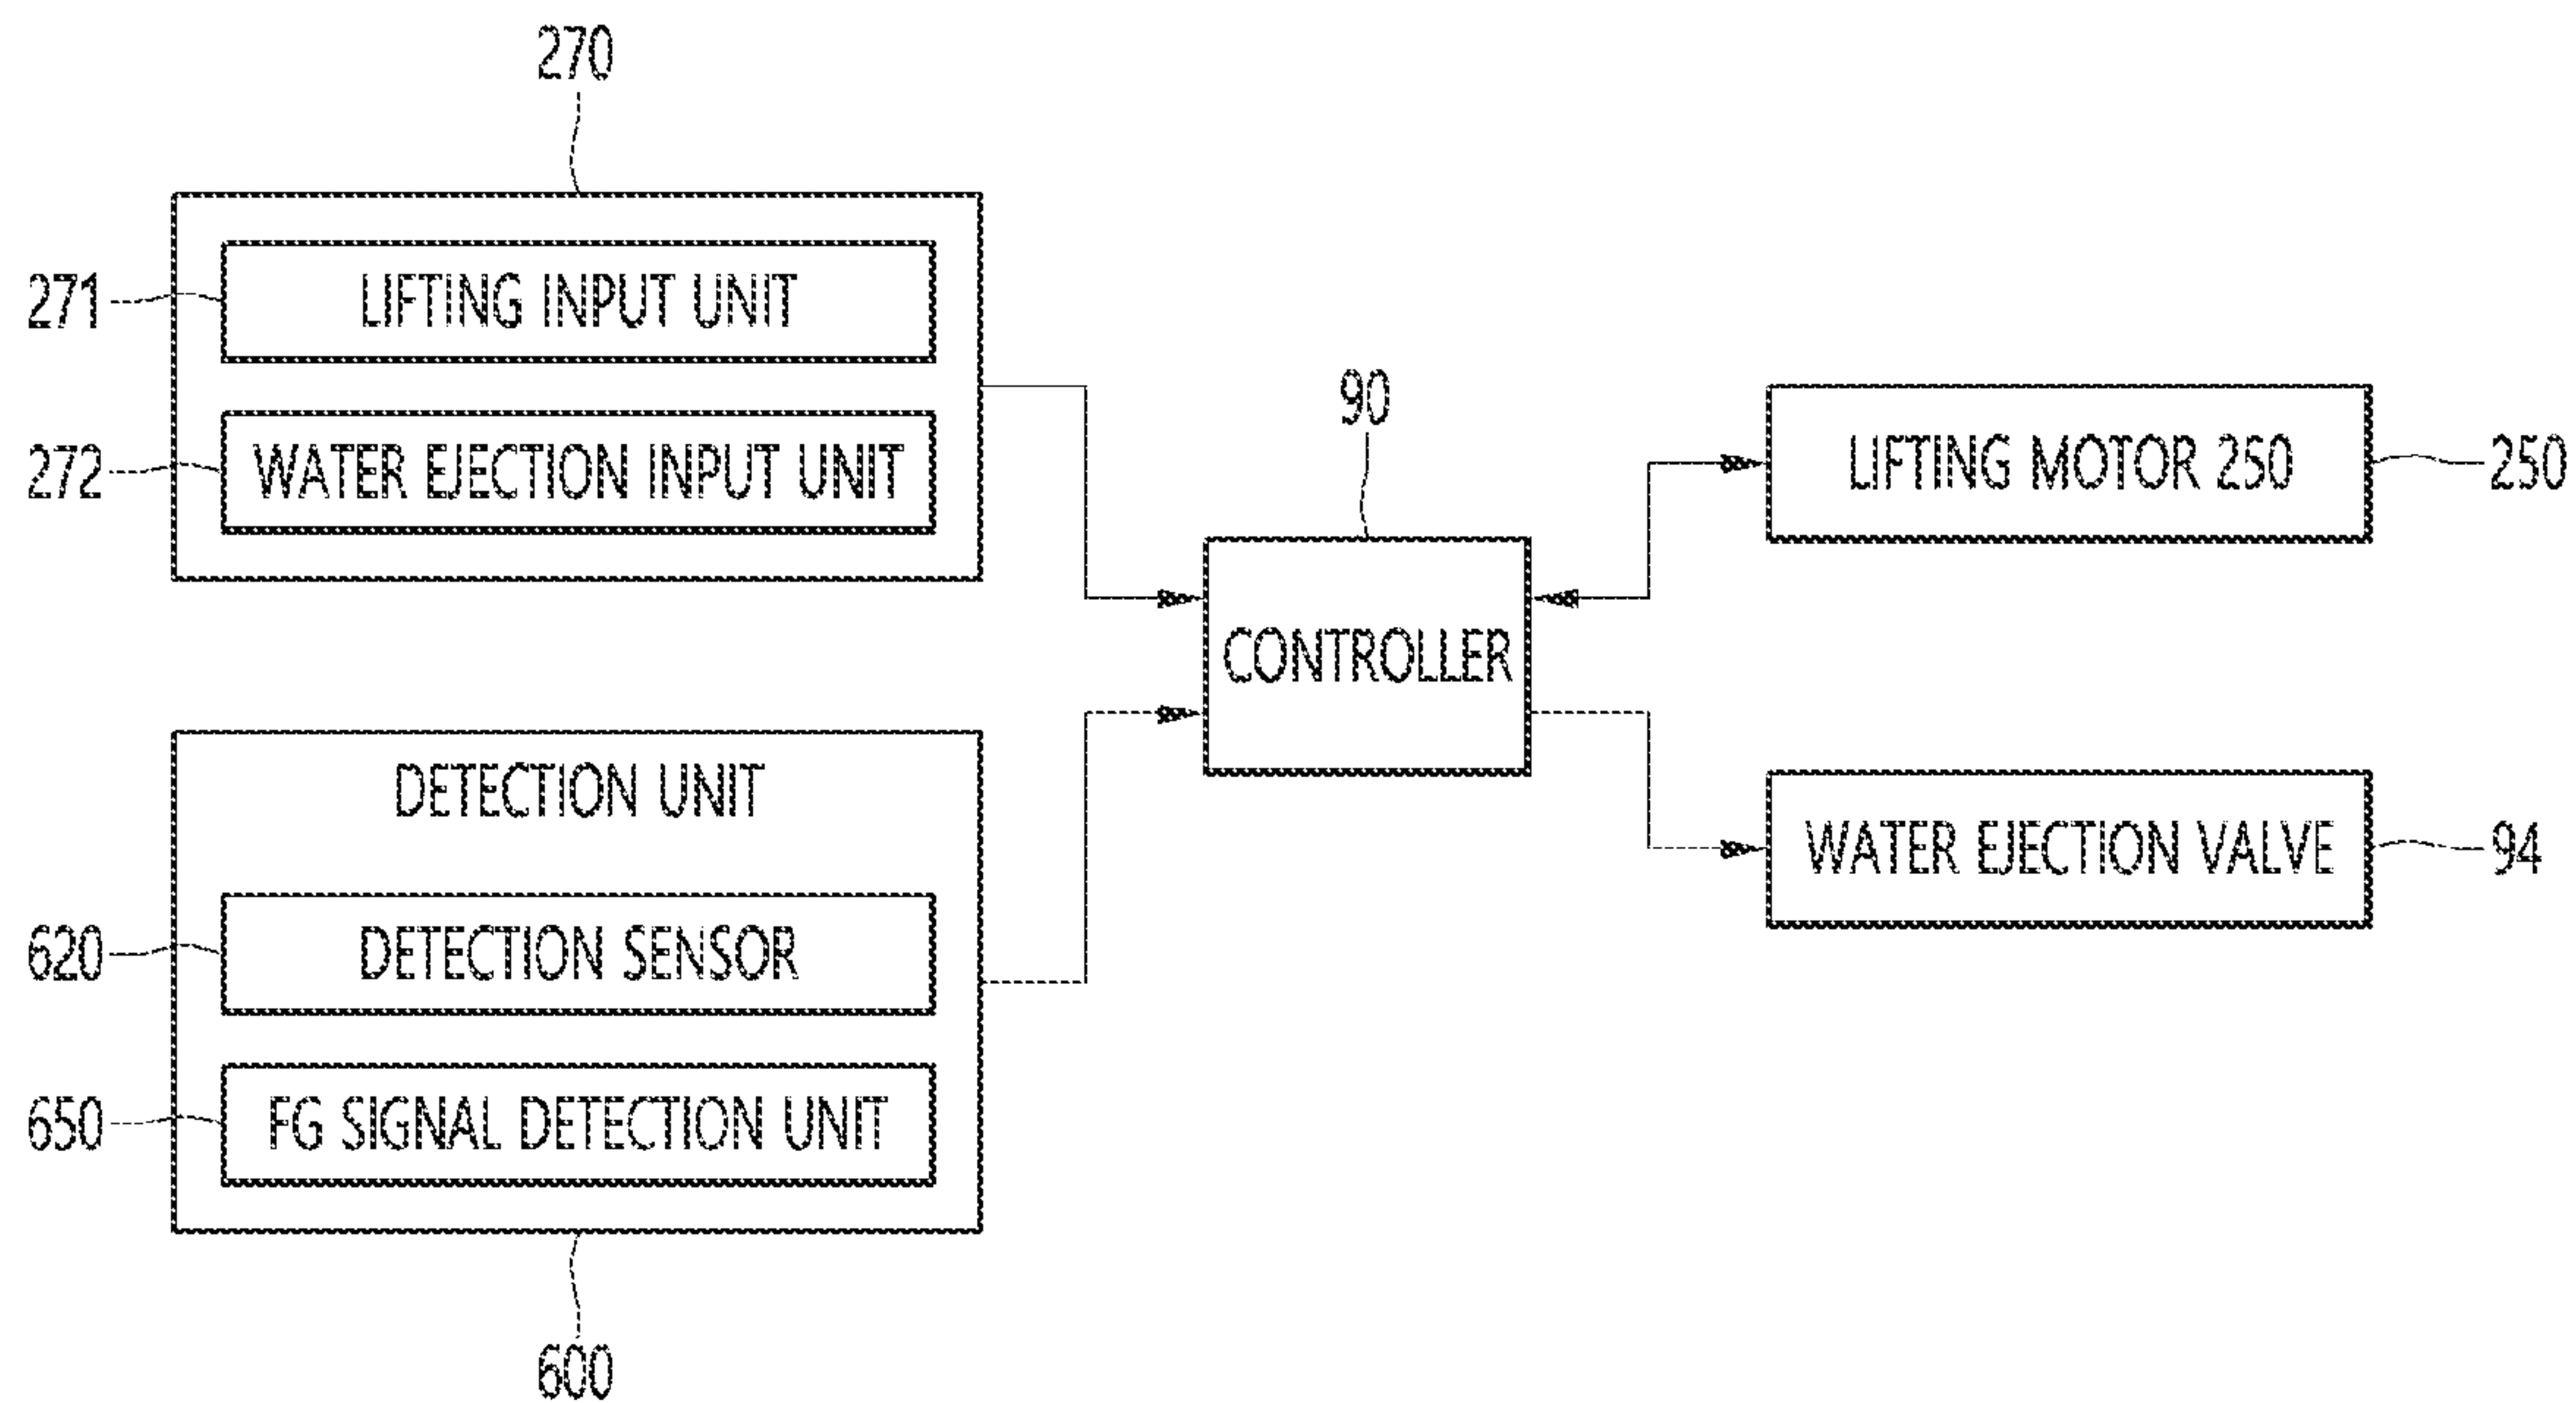 270
271
LIFTING INPUT UNIT
272
WATER EJECTION INPUT UNIT
90
CONTROLLER
LIFTING MOTOR 250
250
WATER EJECTION VALVE
94
DETECTION UNIT
620
DETECTION SENSOR
650
FG SIGNAL DETECTION UNIT
600